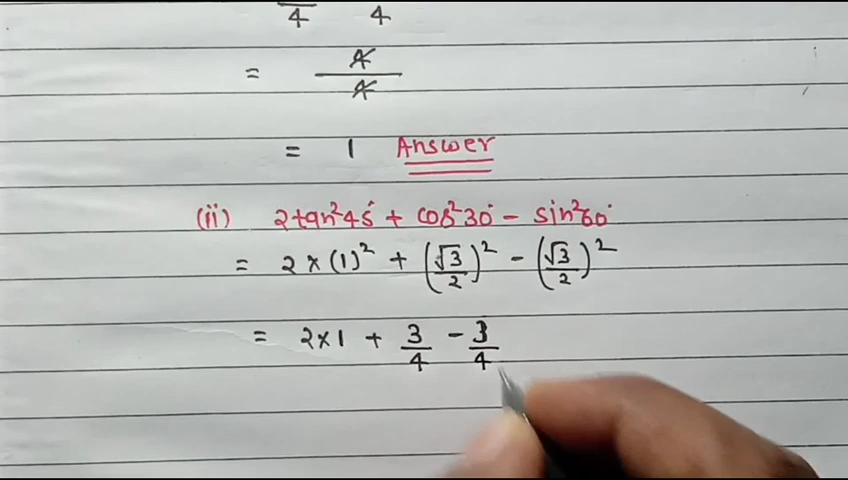 4 4
= 4/4
= 1 Answer
(ii) 2tan²45° + cos²30° - sin²60°
= 2 × (1)² + (√3/2)² - (√3/2)²
= 2×1 + 3/4 - 3/4